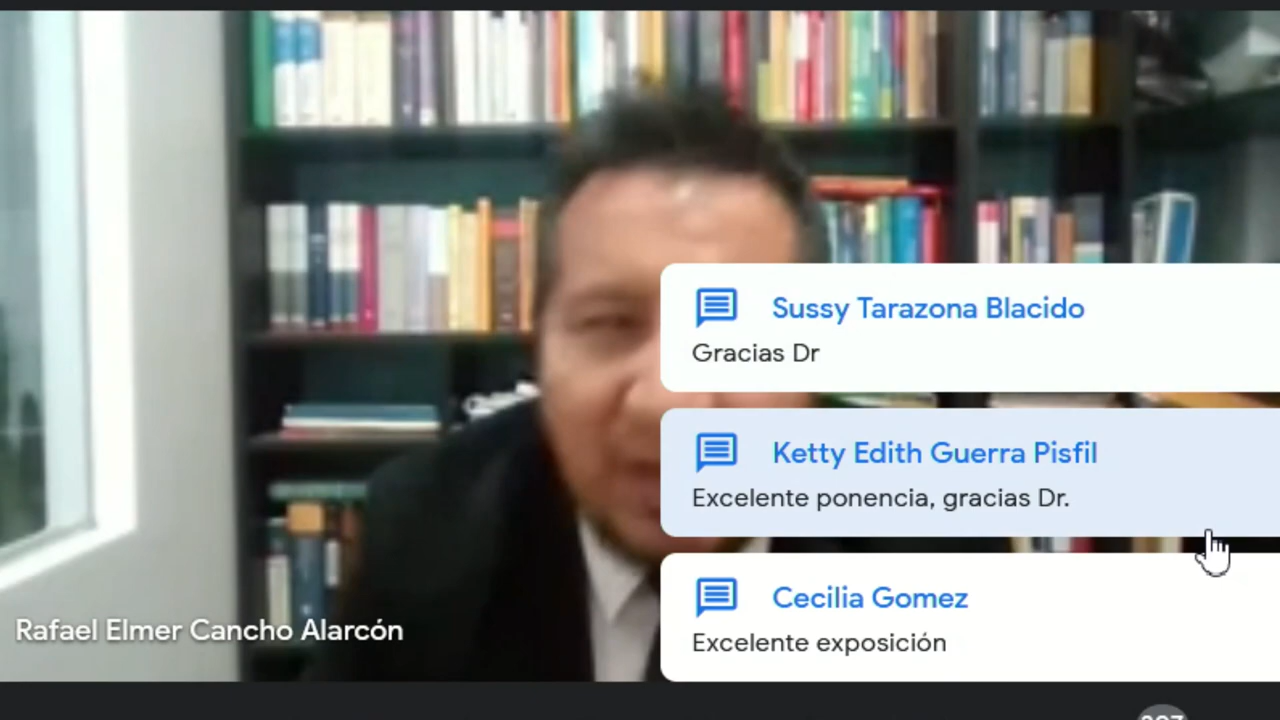 Sussy Tarazona Blacido
Gracias Dr
Ketty Edith Guerra Pisfil
Excelente ponencia, gracias Dr.
Cecilia Gomez
Excelente exposición
Rafael Elmer Cancho Alarcón